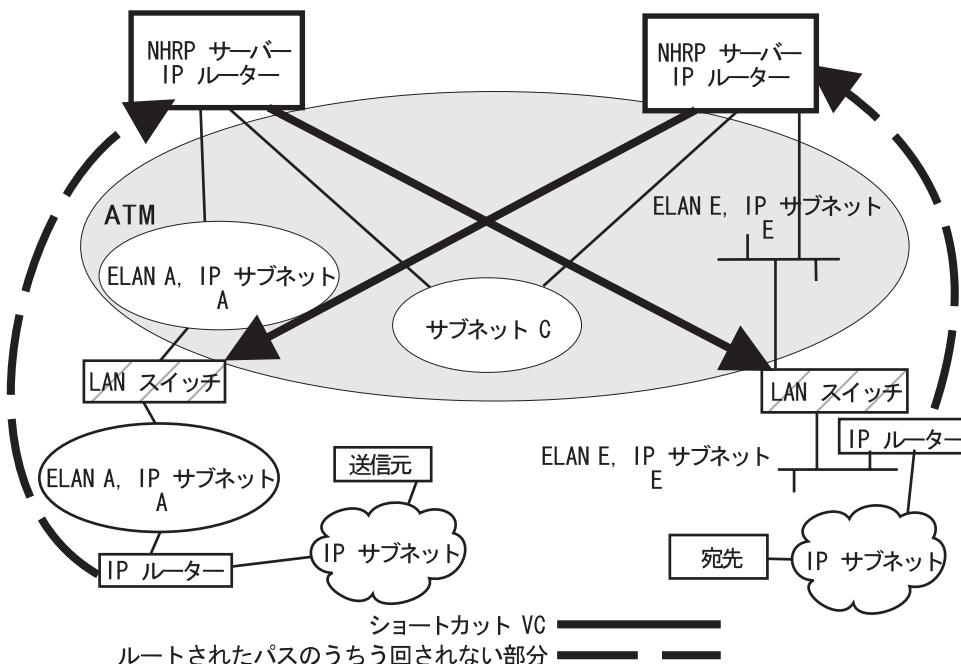 NHRP サーバー
IP ルーター
NHRP サーバー
IP ルーター
ATM
ELAN E, IP サブネット
E
ELAN A, IP サブネット
A
サブネット C
LAN スイッチ
LAN スイッチ
IP ルーター
ELAN E, IP サブネット
E
送信元
ELAN A, IP サブネット
A
IP サブネット
宛先
IP サブネット
IP ルーター
ショートカット VC
ルートされたパスのうちう回されない部分